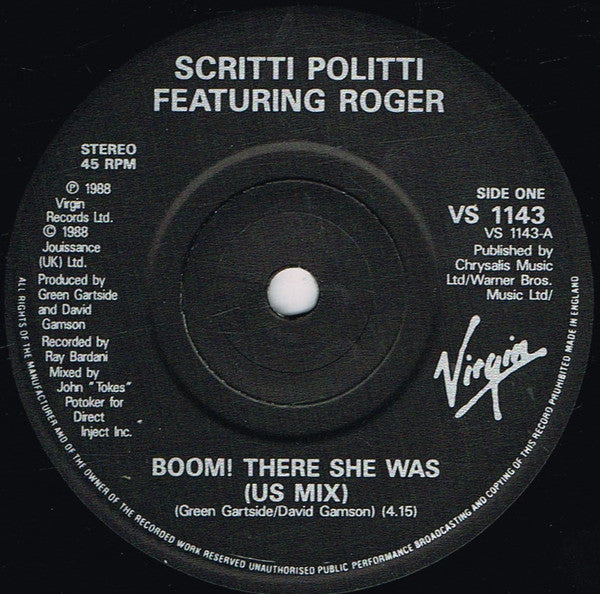 SCRITTI POLITTI
FEATURING ROGER
STEREO
45 RPM
℗ 1988
Virgin
Records Ltd.
© 1988
Jouissance
(UK) Ltd.
Produced by
Green Gartside
and David
Gamson
Recorded by
Ray Bardani
Mixed by
John "Tokes"
Potoker for
Direct
Inject Inc.
SIDE ONE
VS 1143
VS 1143-A
Published by
Chrysalis Music
Ltd/Warner Bros.
Music Ltd/
Virgin
BOOM! THERE SHE WAS
(US MIX)
(Green Gartside/David Gamson) (4.15)
ALL RIGHTS OF THE MANUFACTURER AND OF THE OWNER OF THE RECORDED WORK RESERVED UNAUTHORISED PUBLIC PERFORMANCE BROADCASTING AND COPYING OF THIS RECORD PROHIBITED MADE IN ENGLAND